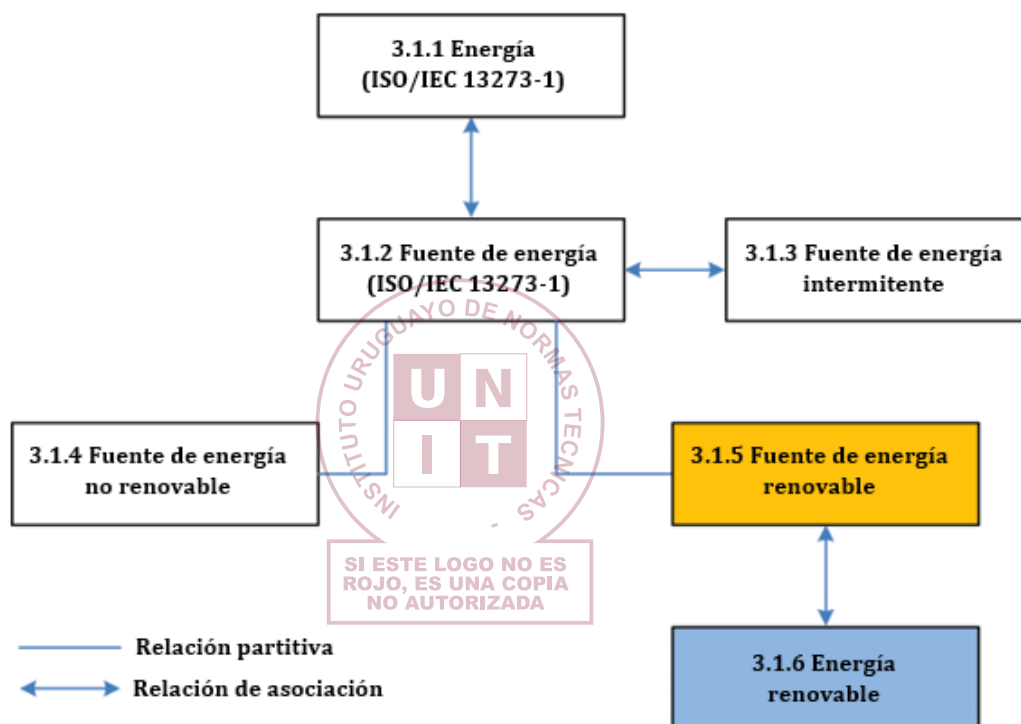 3.1.1 Energía
(ISO/IEC 13273-1)
3.1.2 Fuente de energía
(ISO/IEC 13273-1)
3.1.3 Fuente de energía
intermitente
INSTITUTO URUGUAYO DE NORMAS TECNICAS -
U N
I T
3.1.4 Fuente de energía
no renovable
3.1.5 Fuente de energía
renovable
SI ESTE LOGO NO ES
ROJO, ES UNA COPIA
NO AUTORIZADA
Relación partitiva
Relación de asociación
3.1.6 Energía
renovable